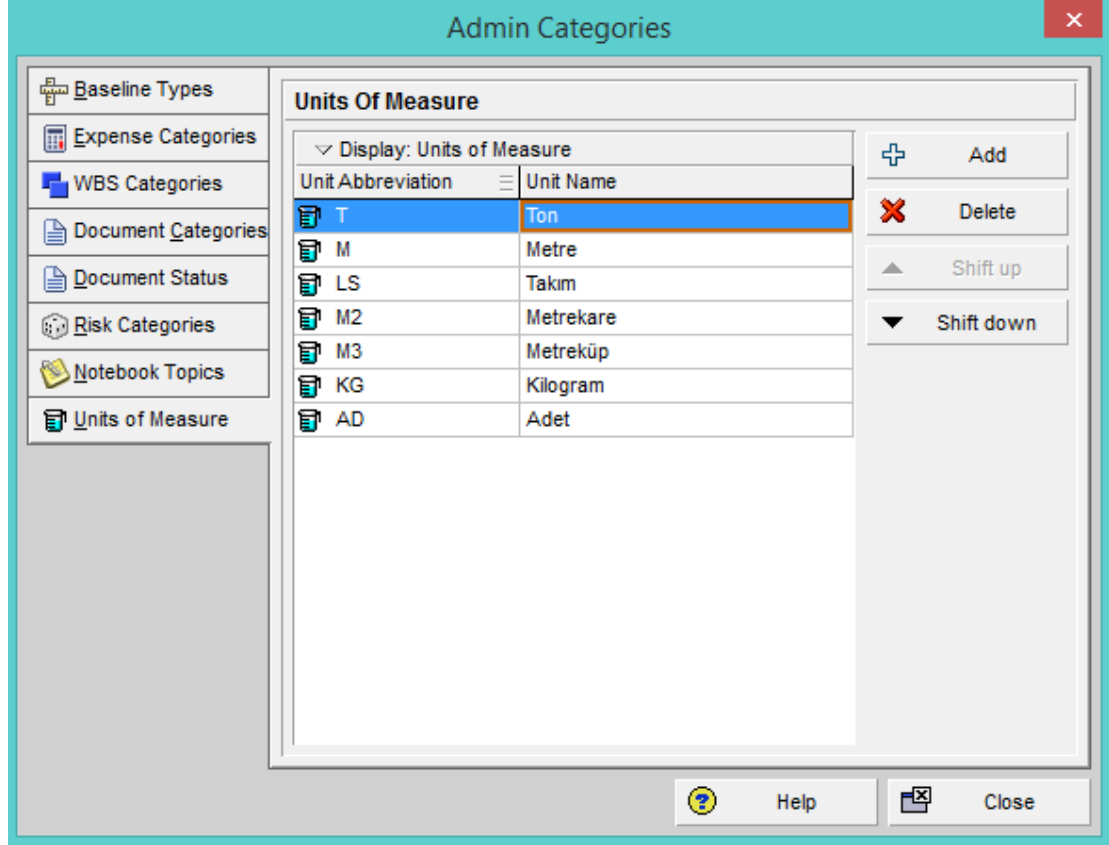 Admin Categories
Baseline Types
Expense Categories
WBS Categories
Document Categories
Document Status
Risk Categories
Notebook Topics
Units of Measure
Units Of Measure
Display: Units of Measure
Unit Abbreviation Unit Name
T Ton
M Metre
LS Takım
M2 Metrekare
M3 Metreküp
KG Kilogram
AD Adet
Add
Delete
Shift up
Shift down
Help Close